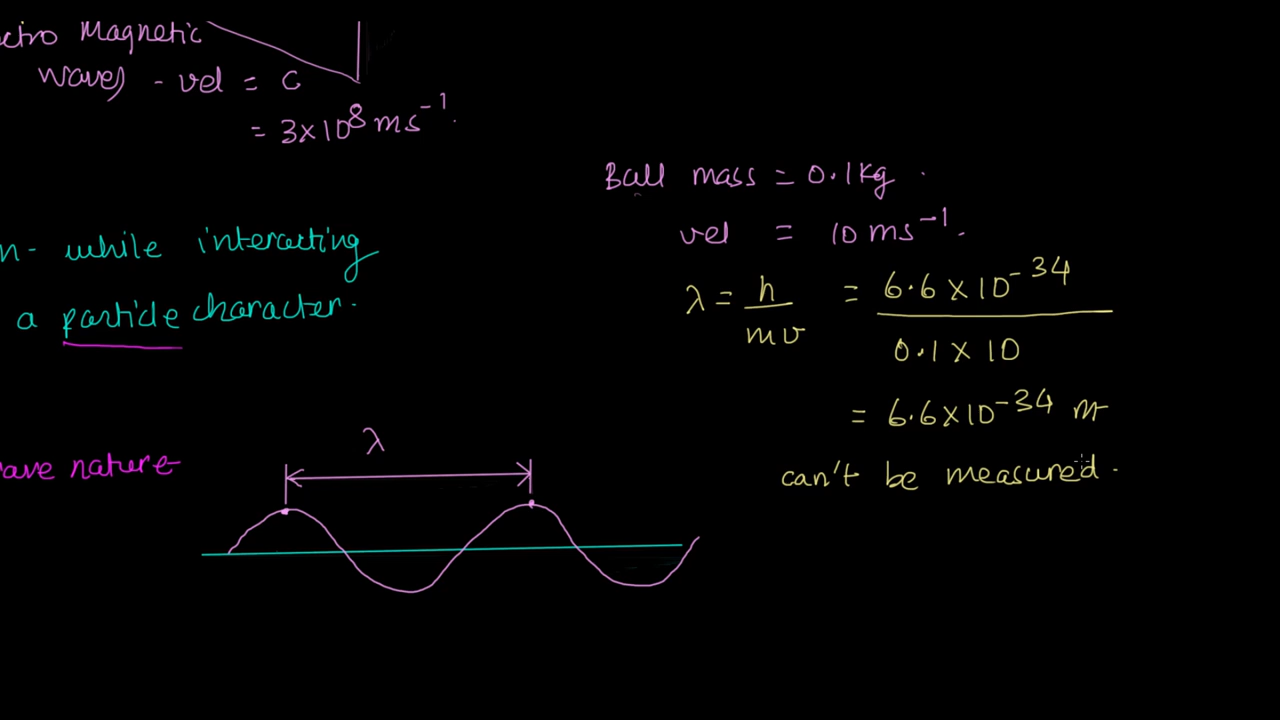 ctro Magnetic
Waves - vel = C
= 3x10⁸ ms⁻¹.
n- while interacting
a particle character.
ave nature
λ
Ball mass = 0.1kg.
vel = 10 ms⁻¹.
λ = h/mv = 6.6 x 10⁻³⁴ / 0.1 x 10
= 6.6x10⁻³⁴ m
can't be measured.